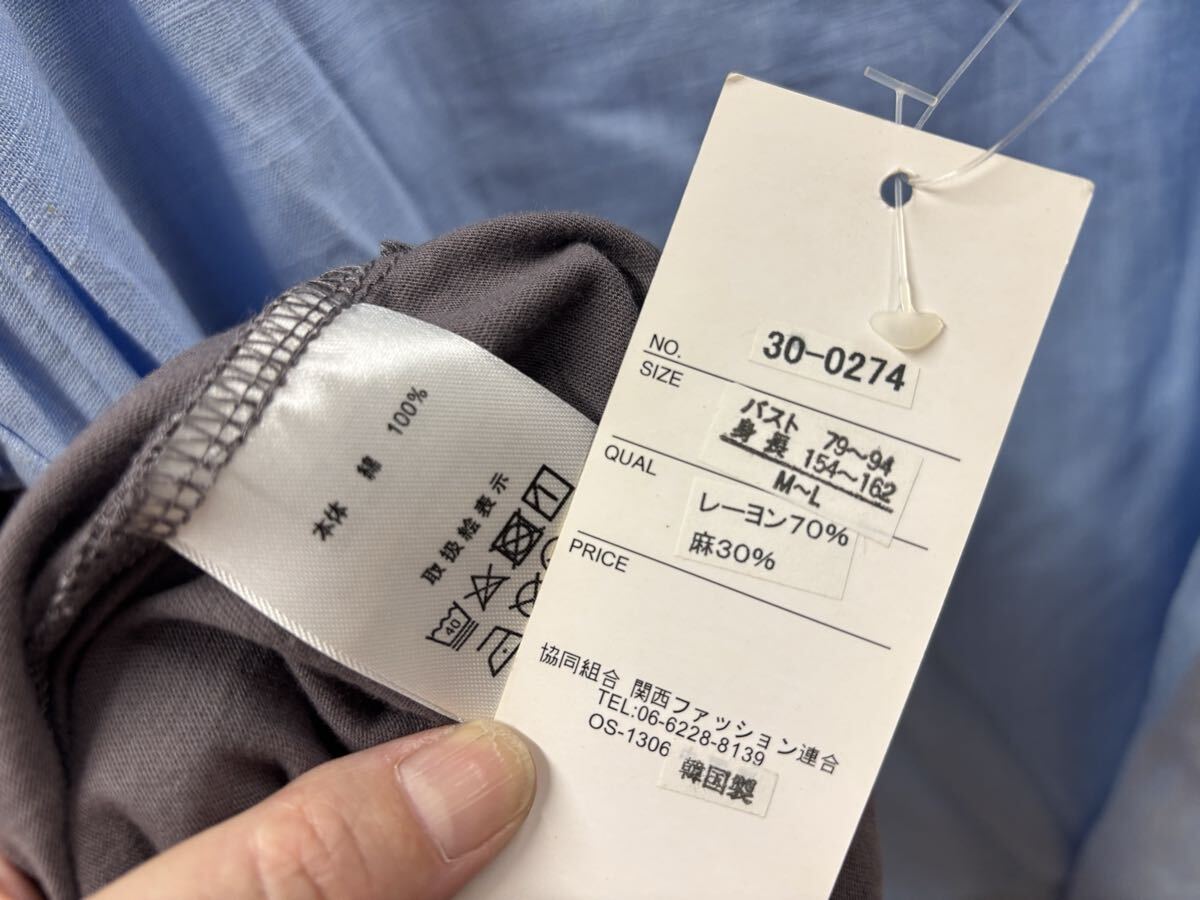 本体 綿 100%
取扱絵表示
40
NO. 30-0274
SIZE バスト 79〜94
身長 154〜162
M〜L
QUAL レーヨン70%
麻30%
PRICE
協同組合 関西ファッション連合
TEL:06-6228-8139
OS-1306 韓国製